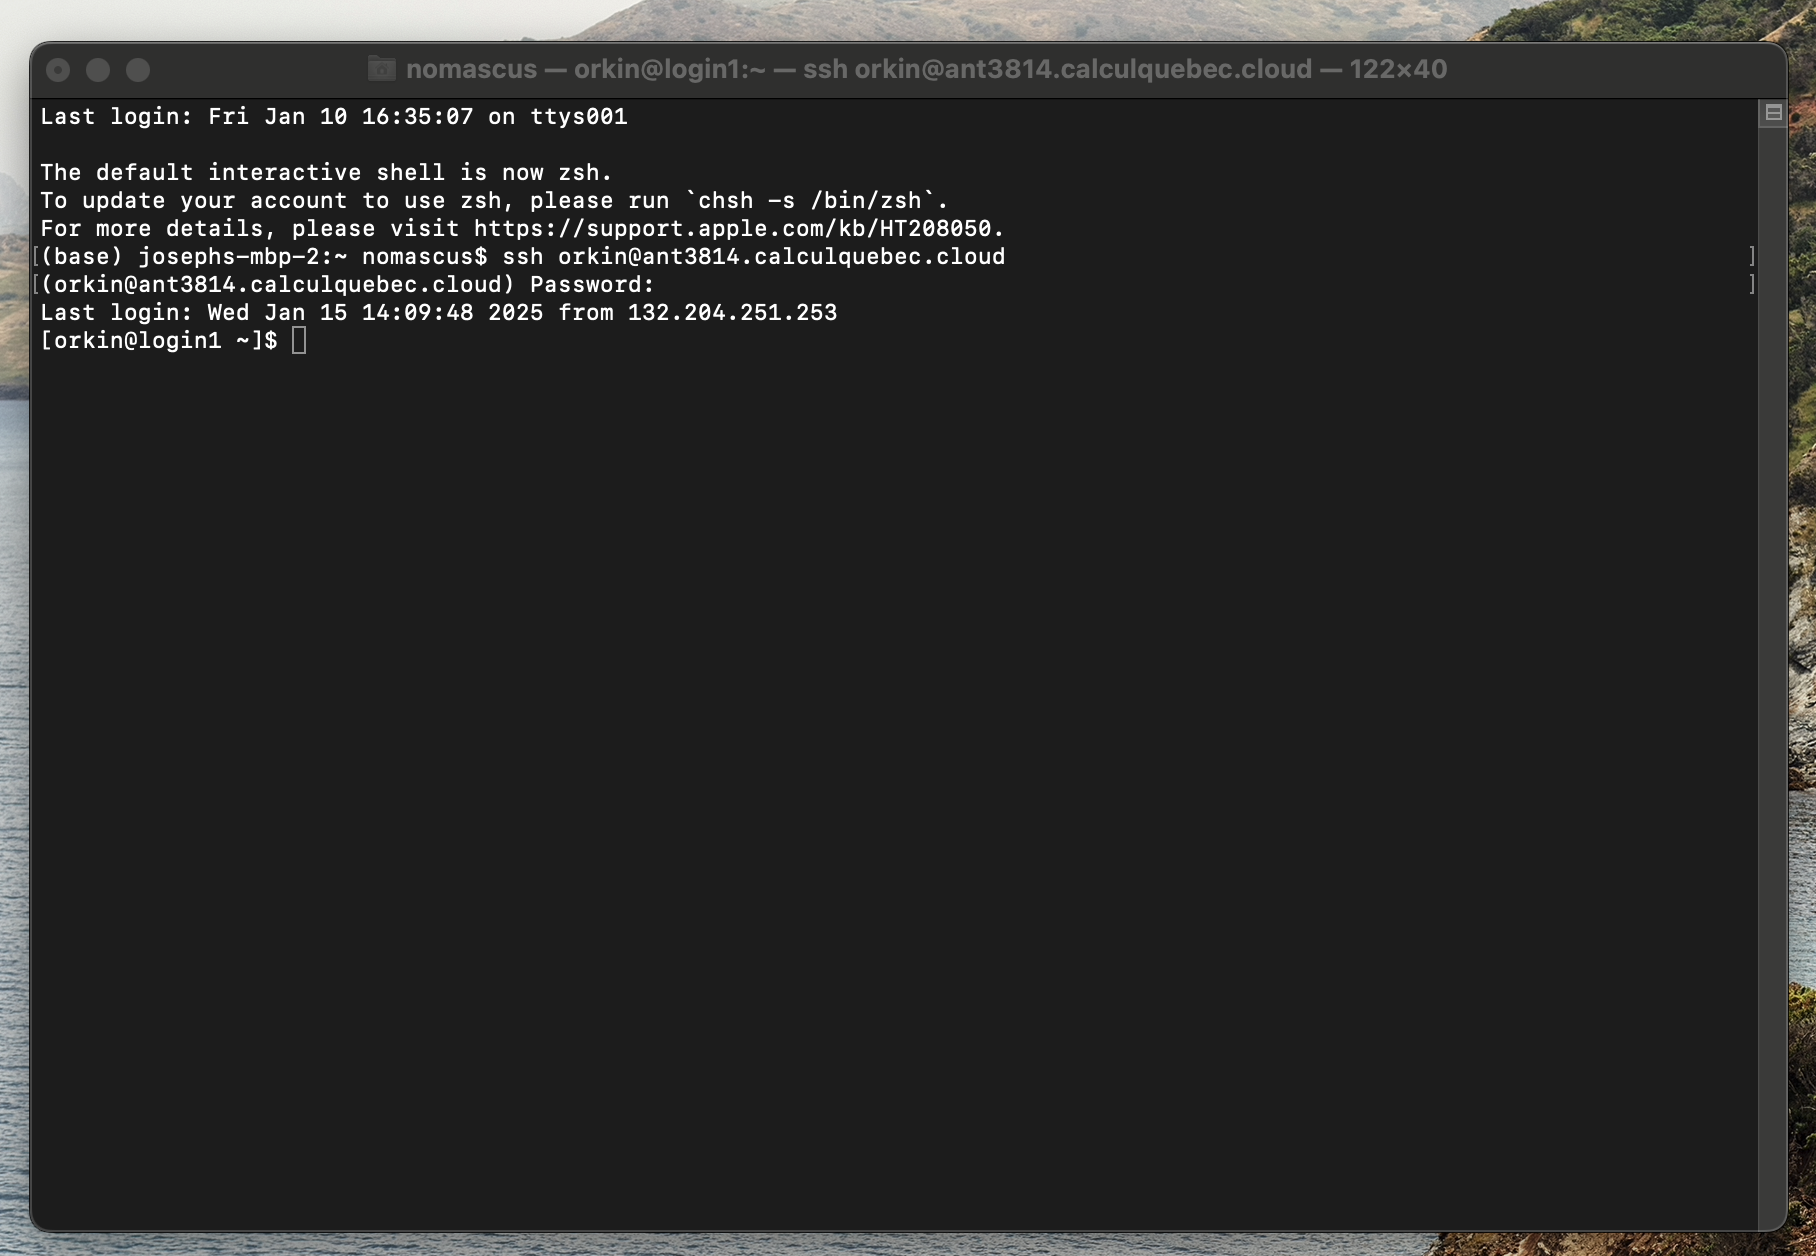 nomascus — orkin@login1:~ — ssh orkin@ant3814.calculquebec.cloud — 122×40
Last login: Fri Jan 10 16:35:07 on ttys001
The default interactive shell is now zsh.
To update your account to use zsh, please run `chsh -s /bin/zsh`.
For more details, please visit https://support.apple.com/kb/HT208050.
[(base) josephs-mbp-2:~ nomascus$ ssh orkin@ant3814.calculquebec.cloud ]
[(orkin@ant3814.calculquebec.cloud) Password: ]
Last login: Wed Jan 15 14:09:48 2025 from 132.204.251.253
[orkin@login1 ~]$